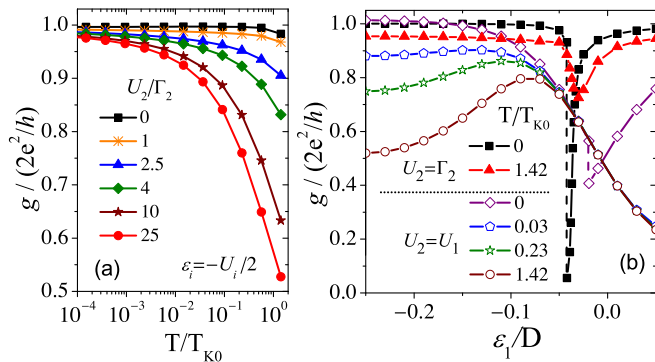 g / (2e²/h)
1.0
0.9
0.8
0.7
0.6
0.5
U₂/Γ₂
0
1
2.5
4
10
25
(a)
εᵢ=−Uᵢ/2
10⁻⁴ 10⁻³ 10⁻² 10⁻¹ 10⁰
T/T_K0
g / (2e²/h)
1.0
0.8
0.6
0.4
0.2
0.0
T/T_K0
0
U₂=Γ₂
1.42
0
0.03
U₂=U₁
0.23
1.42
(b)
−0.2 −0.1 0.0
ε₁/D